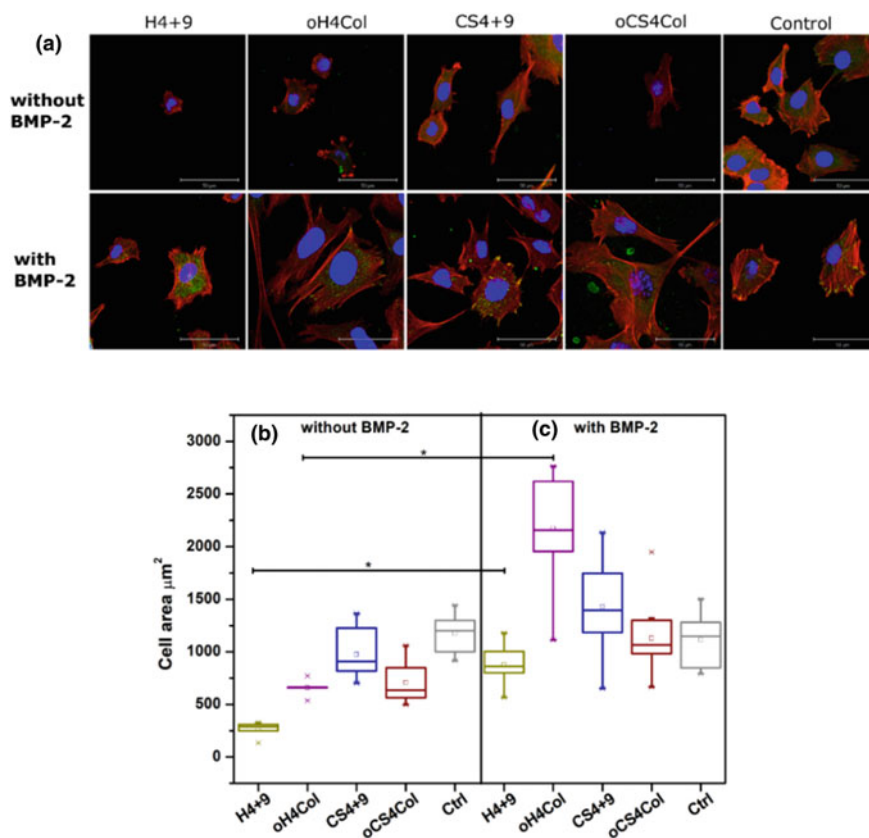 (a)
H4+9 oH4Col CS4+9 oCS4Col Control
without
BMP-2
with
BMP-2
(b) without BMP-2 (c) with BMP-2
*
*
Cell area μm²
3000
2500
2000
1500
1000
500
0
H4+9 oH4Col CS4+9 oCS4Col Ctrl H4+9 oH4Col CS4+9 oCS4Col Ctrl